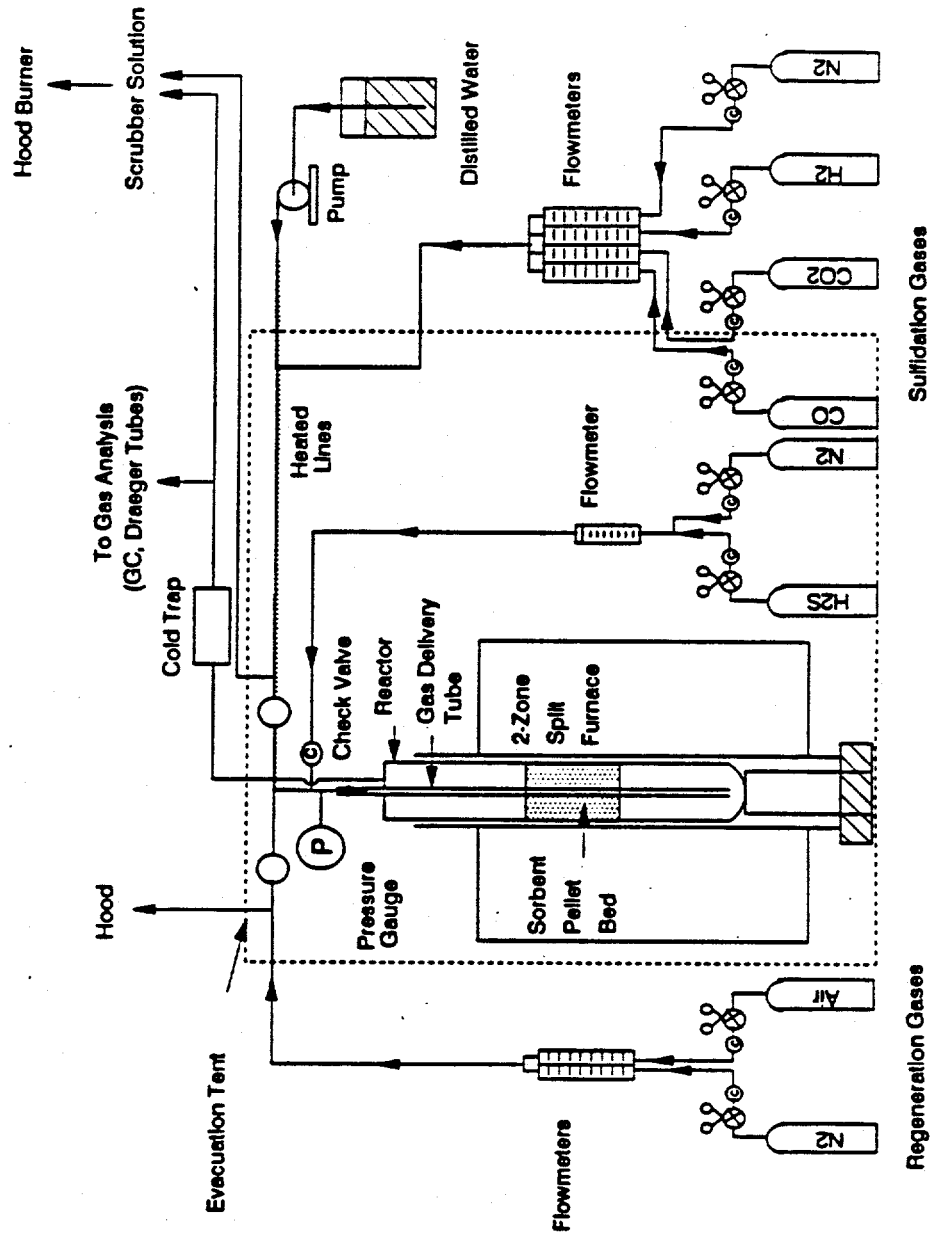 Hood Burner
Scrubber Solution
To Gas Analysis
(GC, Draeger Tubes)
Cold Trap
Hood
Evacuation Tent
Pump
Distilled Water
Heated
Lines
Check Valve
P
C
Pressure
Gauge
Reactor
Gas Delivery
Tube
2-Zone
Split
Furnace
Sorbent
Pellet
Bed
Flowmeters
Flowmeter
Flowmeters
C
C
C
C
C
C
C
C
N2
Air
H2S
N2
CO
CO2
H2
N2
Regeneration Gases
Sulfidation Gases